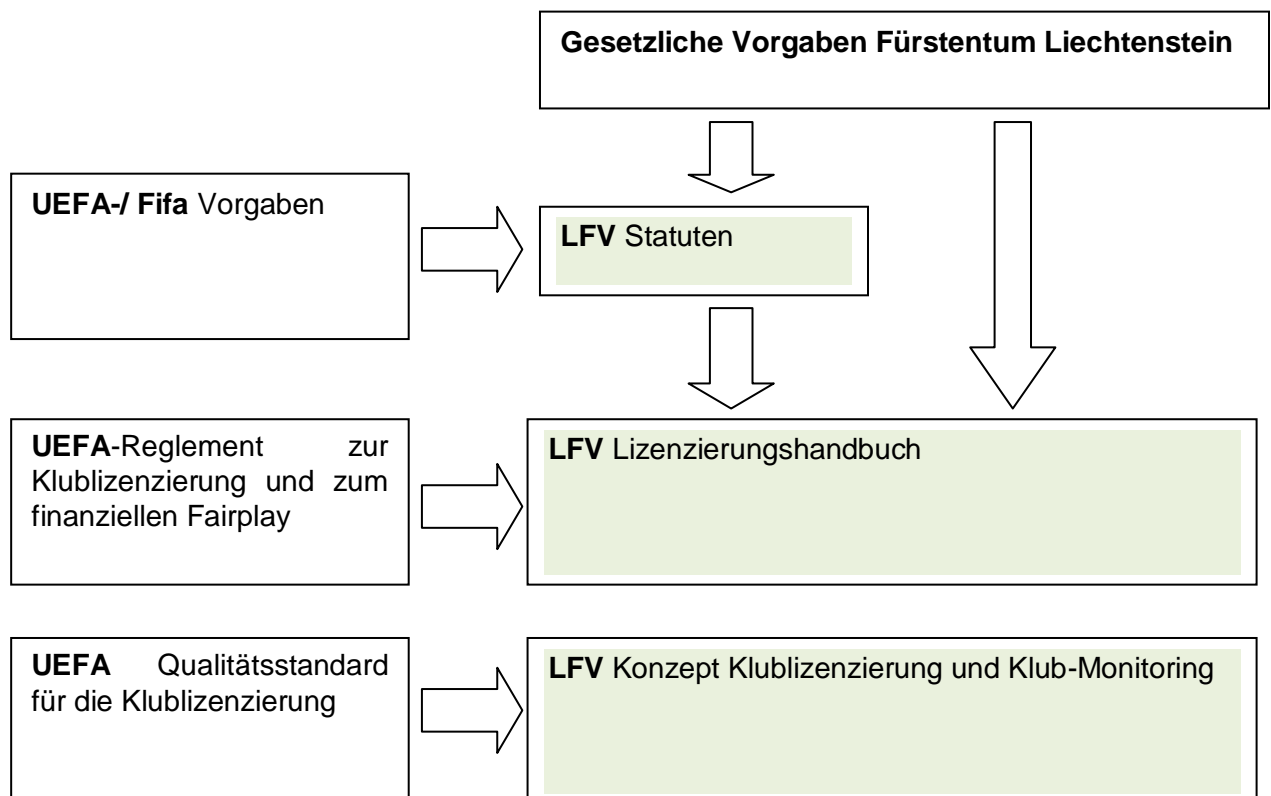 Gesetzliche Vorgaben Fürstentum Liechtenstein
UEFA-/ Fifa Vorgaben
LFV Statuten
UEFA-Reglement zur
Klublizenzierung und zum
finanziellen Fairplay
LFV Lizenzierungshandbuch
UEFA Qualitätsstandard
für die Klublizenzierung
LFV Konzept Klublizenzierung und Klub-Monitoring